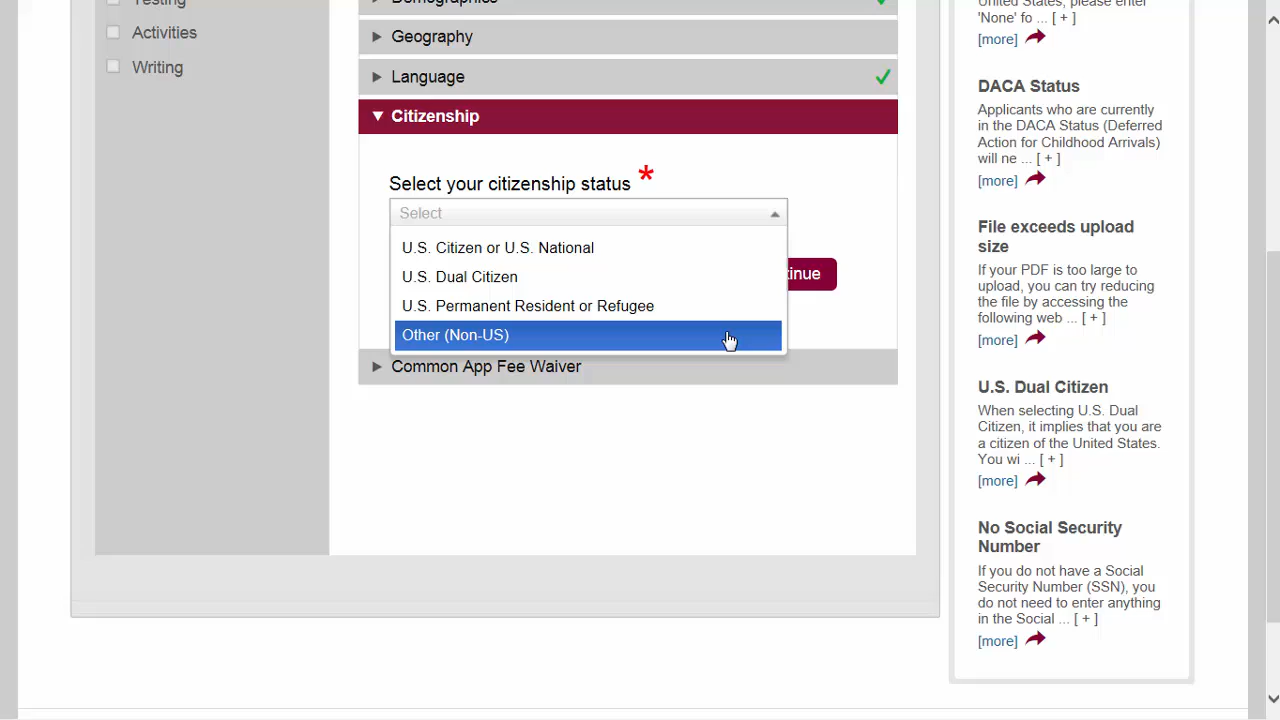 Testing
Activities
Writing
Demographics
Geography
Language
Citizenship
Select your citizenship status *
Select
U.S. Citizen or U.S. National
U.S. Dual Citizen
U.S. Permanent Resident or Refugee
Other (Non-US)
tinue
Common App Fee Waiver
United States, please enter
'None' fo ... [ + ]
[more]
DACA Status
Applicants who are currently
in the DACA Status (Deferred
Action for Childhood Arrivals)
will ne ... [ + ]
[more]
File exceeds upload
size
If your PDF is too large to
upload, you can try reducing
the file by accessing the
following web ... [ + ]
[more]
U.S. Dual Citizen
When selecting U.S. Dual
Citizen, it implies that you are
a citizen of the United States.
You wi ... [ + ]
[more]
No Social Security
Number
If you do not have a Social
Security Number (SSN), you
do not need to enter anything
in the Social ... [ + ]
[more]